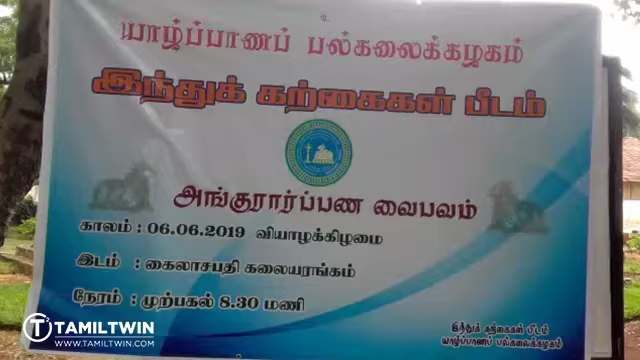 யாழ்ப்பாணப் பல்கலைக்கழகம்
இந்துக் கற்கைகள் பீடம்
அங்குரார்ப்பண வைபவம்
காலம் : 06.06.2019 வியாழக்கிழமை
இடம் : கைலாசபதி கலையரங்கம்
நேரம் : முற்பகல் 8.30 மணி
இந்துக் கற்கைகள் பீடம்
யாழ்ப்பாணப் பல்கலைக்கழகம்
TAMILTWIN
WWW.TAMILTWIN.COM